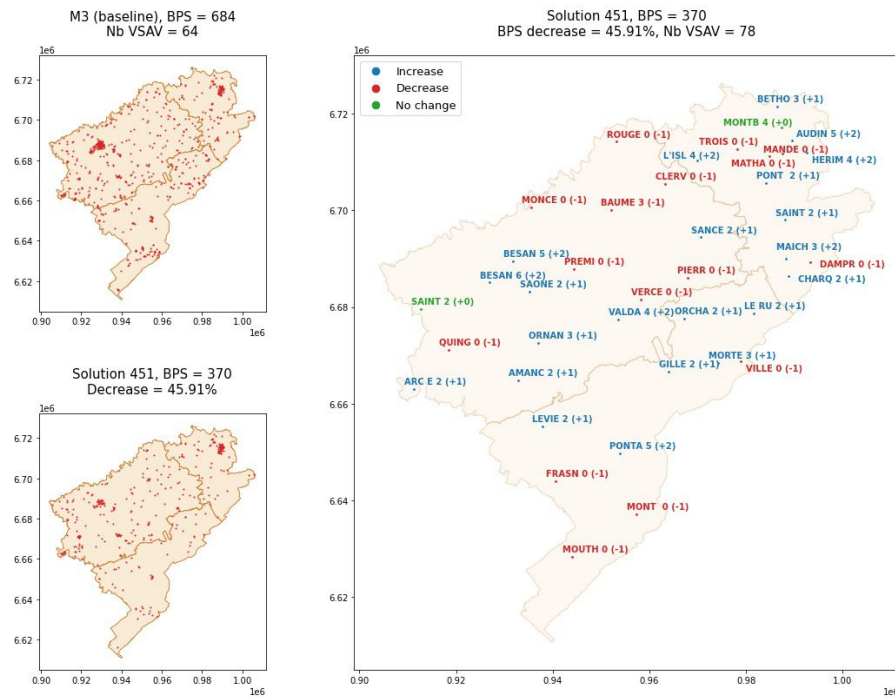 M3 (baseline), BPS = 684
Nb VSAV = 64
1e6
6.72
6.70
6.68
6.66
6.64
6.62
0.90 0.92 0.94 0.96 0.98 1.00
1e6
Solution 451, BPS = 370
Decrease = 45.91%
1e6
6.72
6.70
6.68
6.66
6.64
6.62
0.90 0.92 0.94 0.96 0.98 1.00
1e6
Solution 451, BPS = 370
BPS decrease = 45.91%, Nb VSAV = 78
1e6
Increase
Decrease
No change
BETHO 3 (+1)
MONTB 4 (+0)
ROUGE 0 (-1)
TROIS 0 (-1)
AUDIN 5 (+2)
L'ISL 4 (+2)
MANDE 0 (-1)
MATHA 0 (-1)
HERIM 4 (+2)
CLERV 0 (-1)
PONT  2 (+1)
MONCE 0 (-1)
BAUME 3 (-1)
SAINT 2 (+1)
SANCE 2 (+1)
BESAN 5 (+2)
MAICH 3 (+2)
PREMI 0 (-1)
DAMPR 0 (-1)
BESAN 6 (+2)
PIERR 0 (-1)
SAONE 2 (+1)
CHARQ 2 (+1)
VERCE 0 (-1)
SAINT 2 (+0)
VALDA 4 (+2)
ORCHA 2 (+1)
LE RU 2 (+1)
QUING 0 (-1)
ORNAN 3 (+1)
GILLE 2 (+1)
MORTE 3 (+1)
VILLE 0 (-1)
ARC E 2 (+1)
AMANC 2 (+1)
LEVIE 2 (+1)
PONTA 5 (+2)
FRASN 0 (-1)
MONT  0 (-1)
MOUTH 0 (-1)
6.72
6.70
6.68
6.66
6.64
6.62
0.90 0.92 0.94 0.96 0.98 1.00
1e6